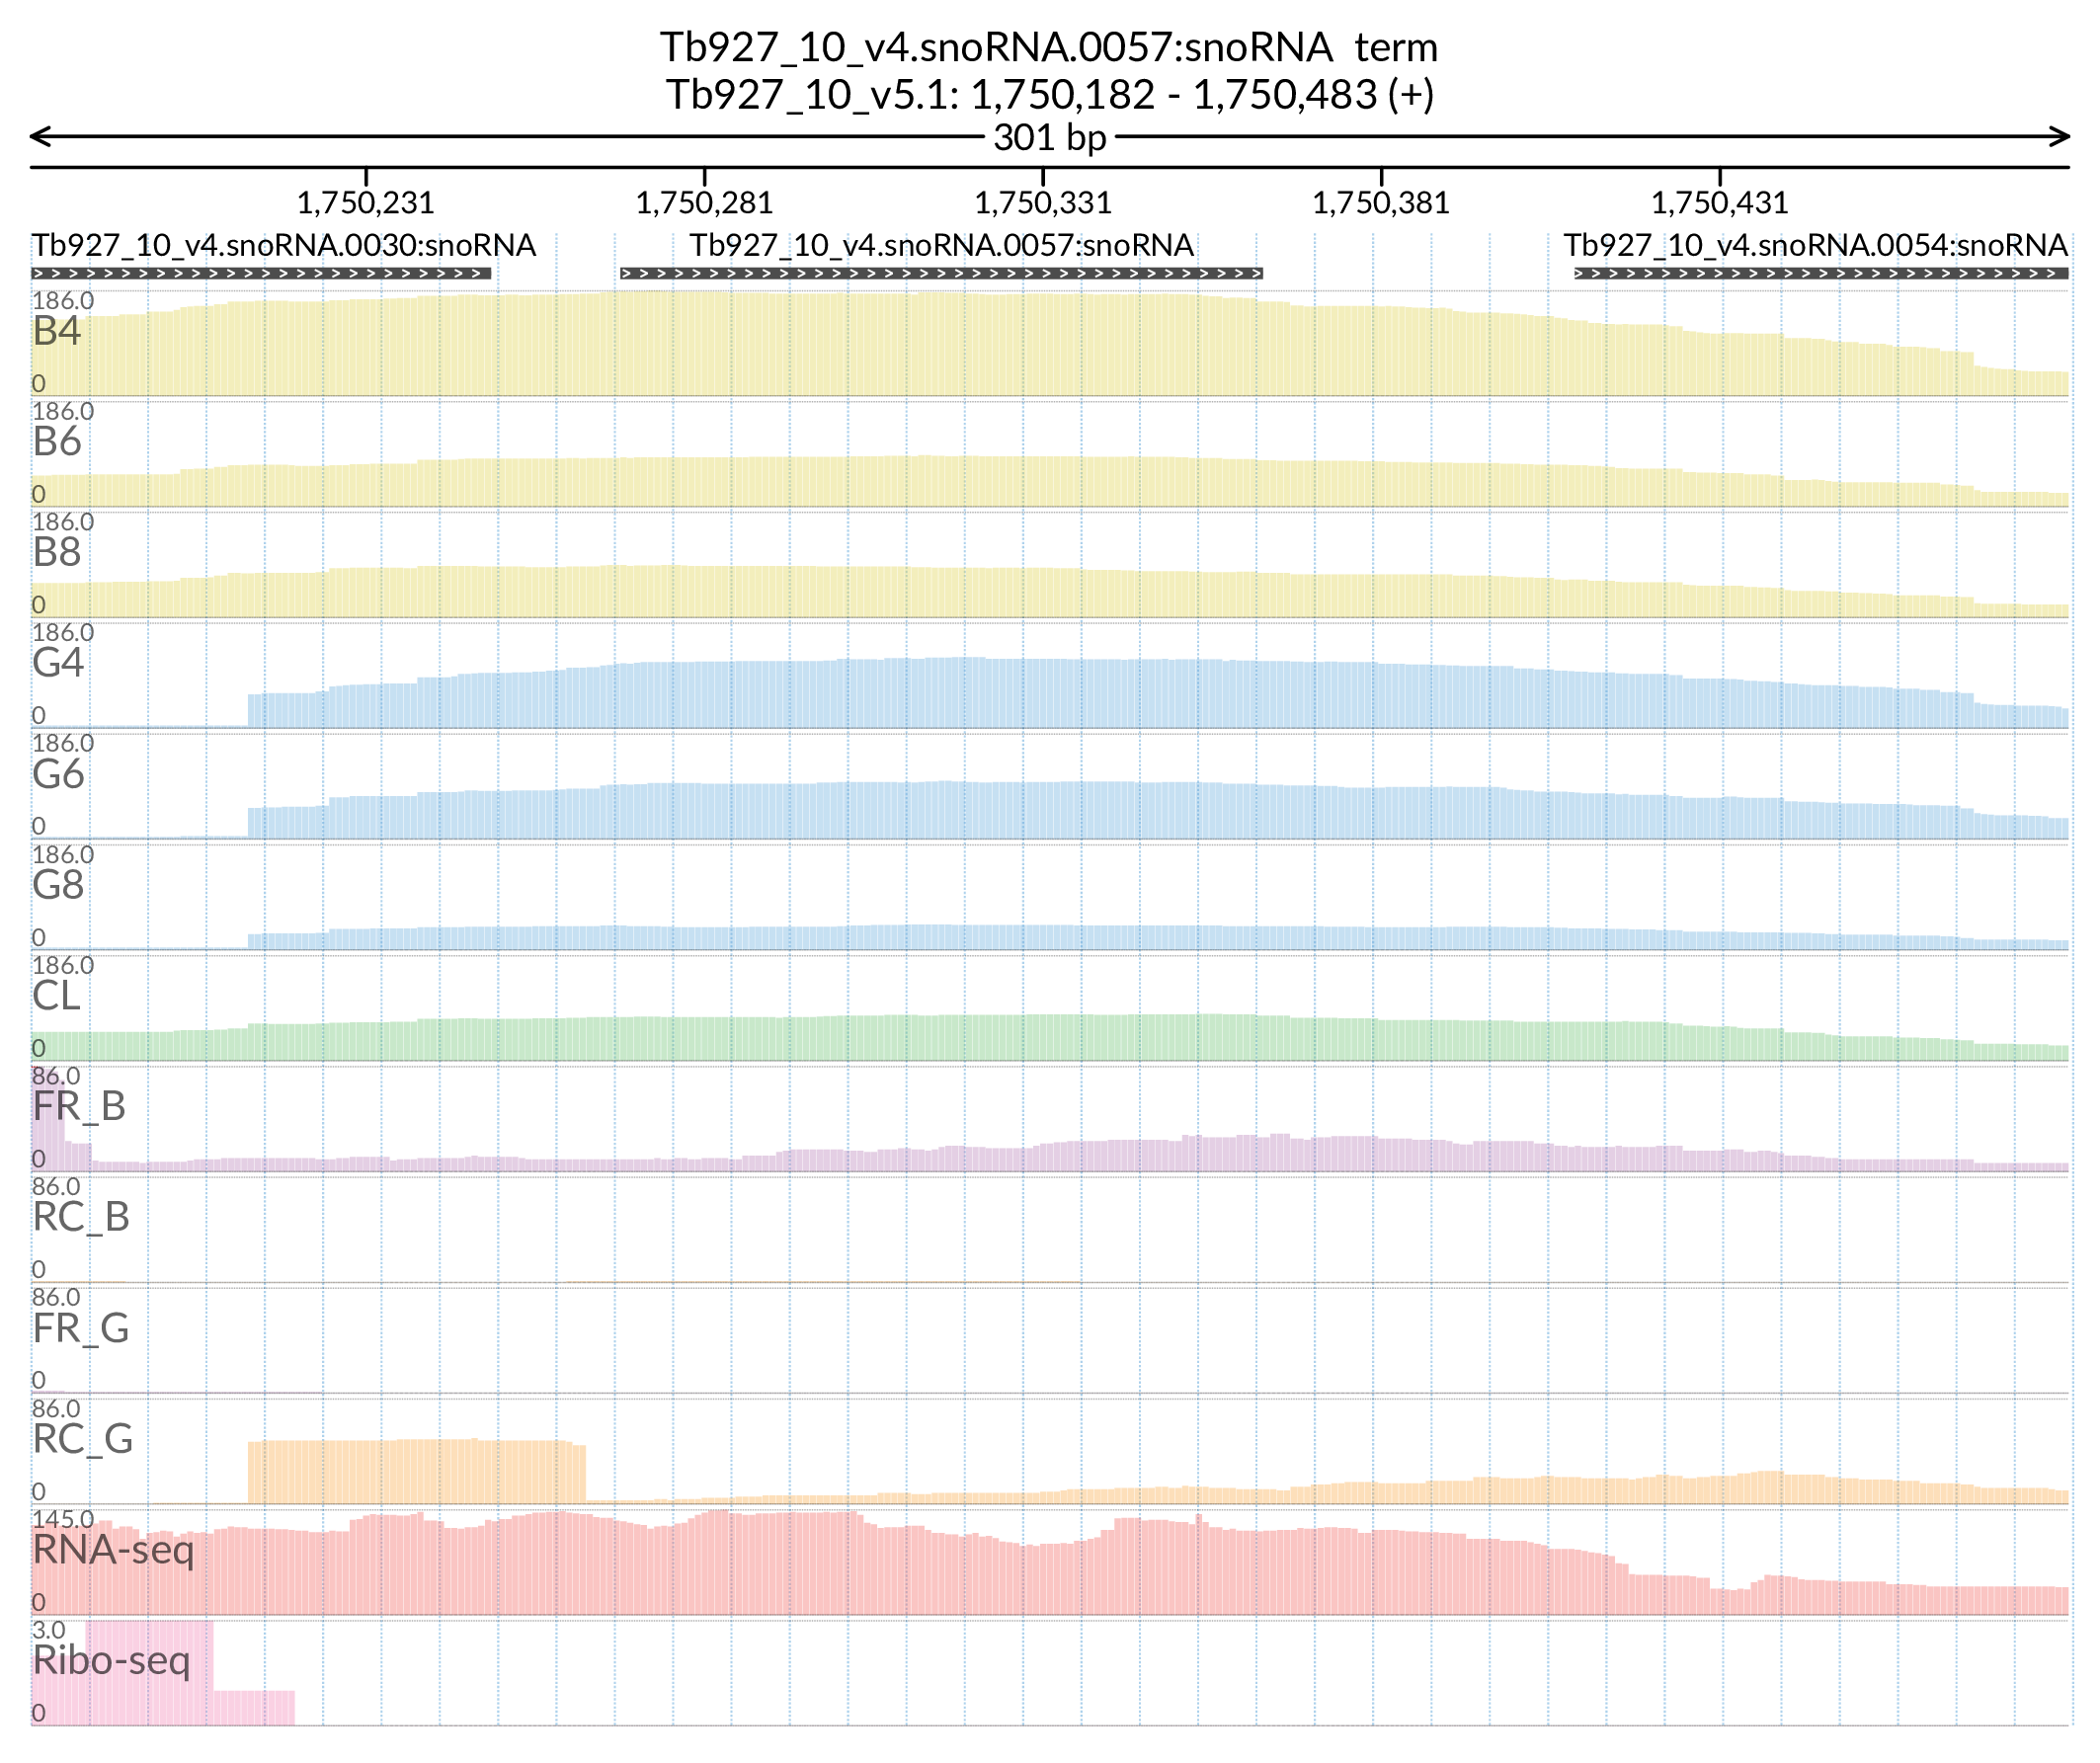 Tb927_10_v4.snoRNA.0057:snoRNA term
Tb927_10_v5.1: 1,750,182 - 1,750,483 (+)
301 bp
1,750,231 1,750,281 1,750,331 1,750,381 1,750,431
Tb927_10_v4.snoRNA.0030:snoRNA Tb927_10_v4.snoRNA.0057:snoRNA Tb927_10_v4.snoRNA.0054:snoRNA
186.0
B4
0
186.0
B6
0
186.0
B8
0
186.0
G4
0
186.0
G6
0
186.0
G8
0
186.0
CL
0
86.0
FR_B
0
86.0
RC_B
0
86.0
FR_G
0
86.0
RC_G
0
145.0
RNA-seq
0
3.0
Ribo-seq
0